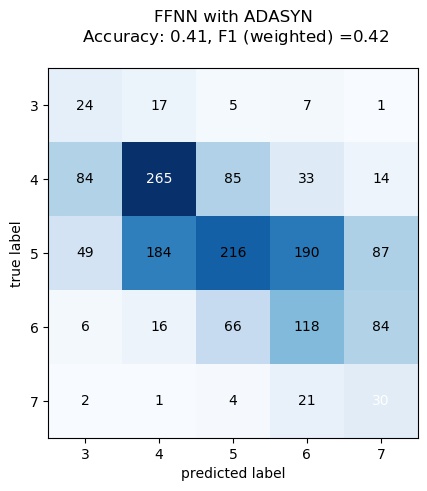 FFNN with ADASYN
Accuracy: 0.41, F1 (weighted) =0.42
3 24 17 5 7 1
4 84 265 85 33 14
5 49 184 216 190 87
6 6 16 66 118 84
7 2 1 4 21 30
3 4 5 6 7
true label
predicted label